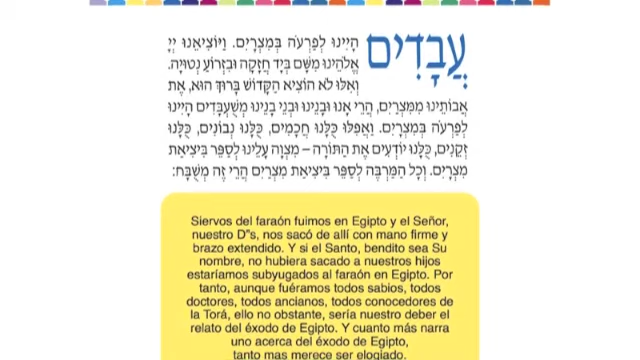 עֲבָדִים הָיִינוּ לְפַרְעֹה בְּמִצְרָיִם. וַיּוֹצִיאֵנוּ יְיָ
אֱלֹהֵינוּ מִשָּׁם בְּיָד חֲזָקָה וּבִזְרוֹעַ נְטוּיָה.
וְאִלּוּ לֹא הוֹצִיא הַקָּדוֹשׁ בָּרוּךְ הוּא, אֶת
אֲבוֹתֵינוּ מִמִּצְרַיִם, הֲרֵי אָנוּ וּבָנֵינוּ וּבְנֵי בָנֵינוּ מְשֻׁעְבָּדִים הָיִינוּ
לְפַרְעֹה בְּמִצְרָיִם. וַאֲפִילוּ כֻּלָּנוּ חֲכָמִים, כֻּלָּנוּ נְבוֹנִים, כֻּלָּנוּ
זְקֵנִים, כֻּלָּנוּ יוֹדְעִים אֶת הַתּוֹרָה – מִצְוָה עָלֵינוּ לְסַפֵּר בִּיצִיאַת
מִצְרָיִם. וְכָל הַמַּרְבֶּה לְסַפֵּר בִּיצִיאַת מִצְרַיִם הֲרֵי זֶה מְשֻׁבָּח:
Siervos del faraón fuimos en Egipto y el Señor,
nuestro D"s, nos sacó de allí con mano firme y
brazo extendido. Y si el Santo, bendito sea Su
nombre, no hubiera sacado a nuestros hijos
estaríamos subyugados al faraón en Egipto. Por
tanto, aunque fuéramos todos sabios, todos
doctores, todos ancianos, todos conocedores de
la Torá, ello no obstante, sería nuestro deber el
relato del éxodo de Egipto. Y cuanto más narra
uno acerca del éxodo de Egipto,
tanto mas merece ser elogiado.